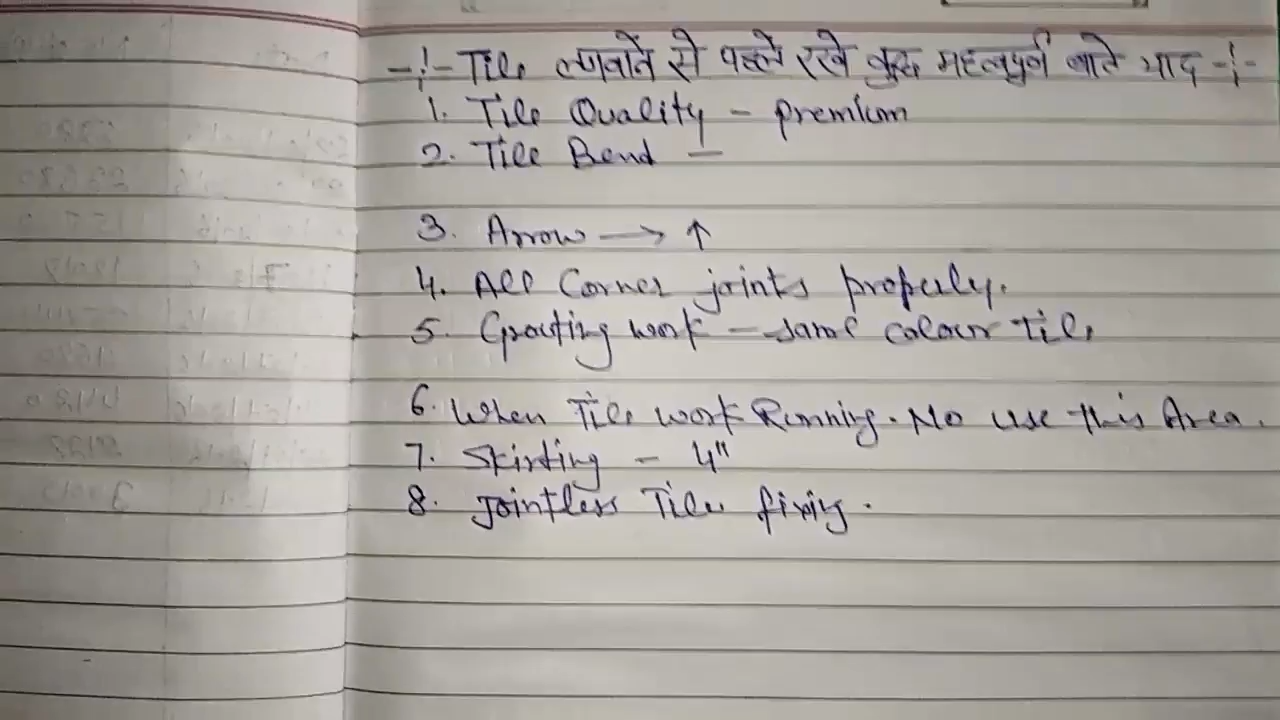 -:- Tile लगवाने से पहले रखे कुछ महत्वपूर्ण बाते याद -:-
1. Tile Quality - premium
2. Tile Bend -
3. Arrow → ↑
4. All Corner joints properly.
5. Grouting work - same colour Tile
6. When Tile work Running. No use this Area.
7. Skirting - 4"
8. Jointless Tile fixing.